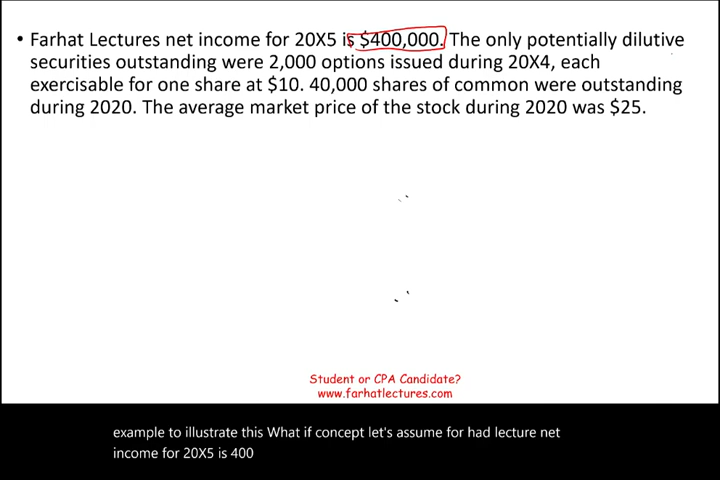 • Farhat Lectures net income for 20X5 is $400,000. The only potentially dilutive
securities outstanding were 2,000 options issued during 20X4, each
exercisable for one share at $10. 40,000 shares of common were outstanding
during 2020. The average market price of the stock during 2020 was $25.
Student or CPA Candidate?
www.farhatlectures.com
example to illustrate this What if concept let's assume for had lecture net
income for 20X5 is 400